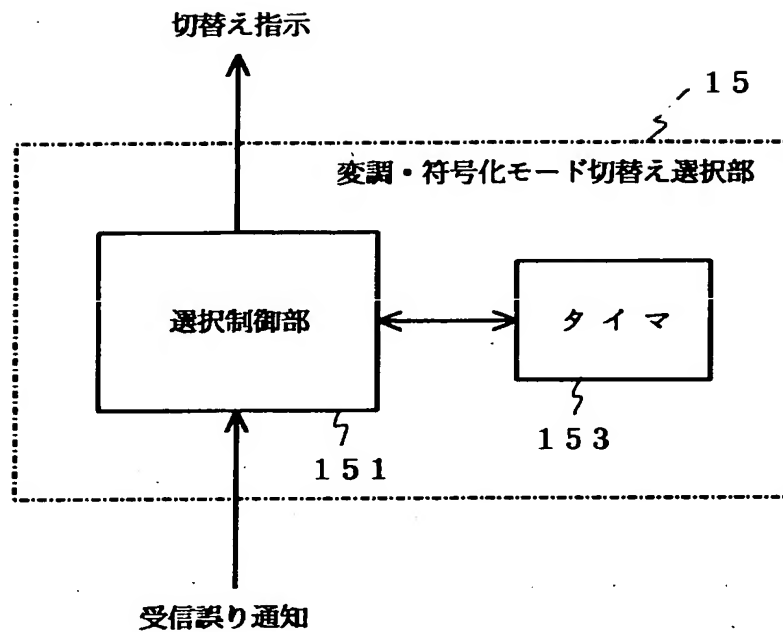 切替え指示
15
変調・符号化モード切替え選択部
選択制御部
タ イ マ
151
153
受信誤り通知